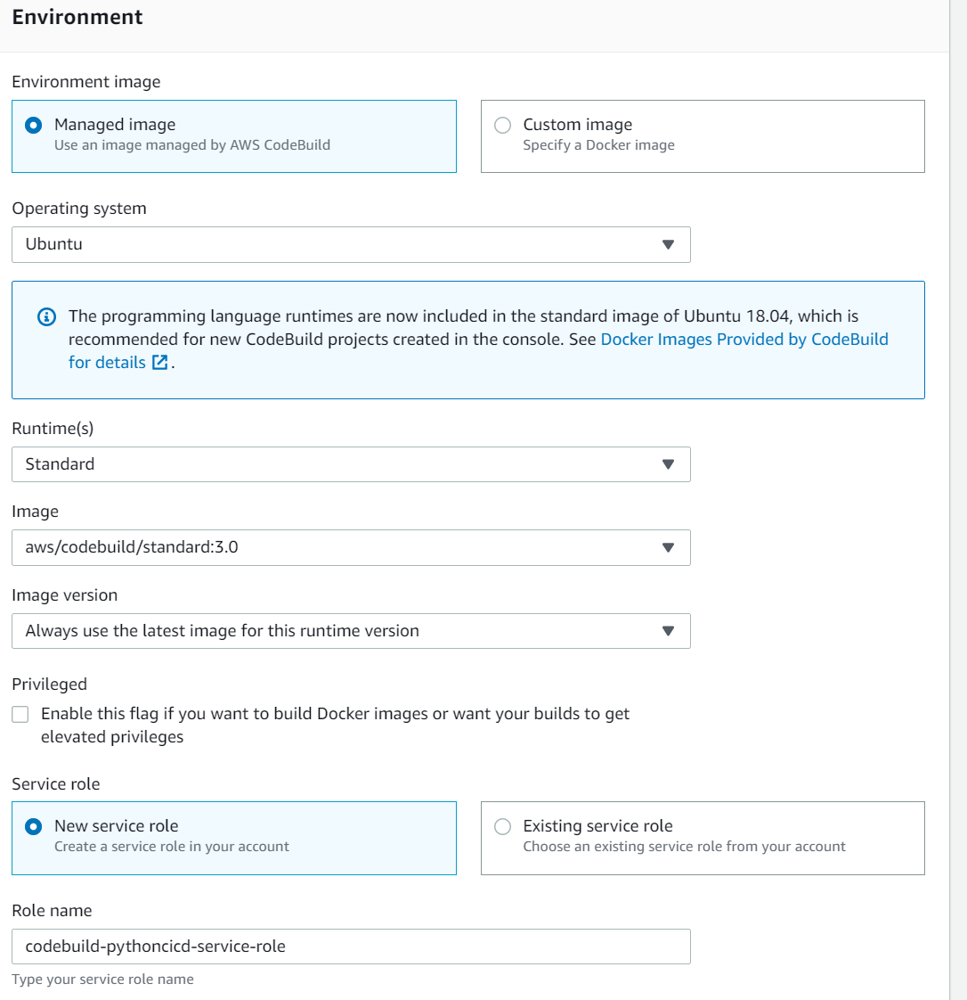 Environment
Environment image
Managed image
Use an image managed by AWS CodeBuild
Custom image
Specify a Docker image
Operating system
Ubuntu
The programming language runtimes are now included in the standard image of Ubuntu 18.04, which is
recommended for new CodeBuild projects created in the console. See Docker Images Provided by CodeBuild
for details .
Runtime(s)
Standard
Image
aws/codebuild/standard:3.0
Image version
Always use the latest image for this runtime version
Privileged
Enable this flag if you want to build Docker images or want your builds to get
elevated privileges
Service role
New service role
Create a service role in your account
Existing service role
Choose an existing service role from your account
Role name
codebuild-pythoncicd-service-role
Type your service role name